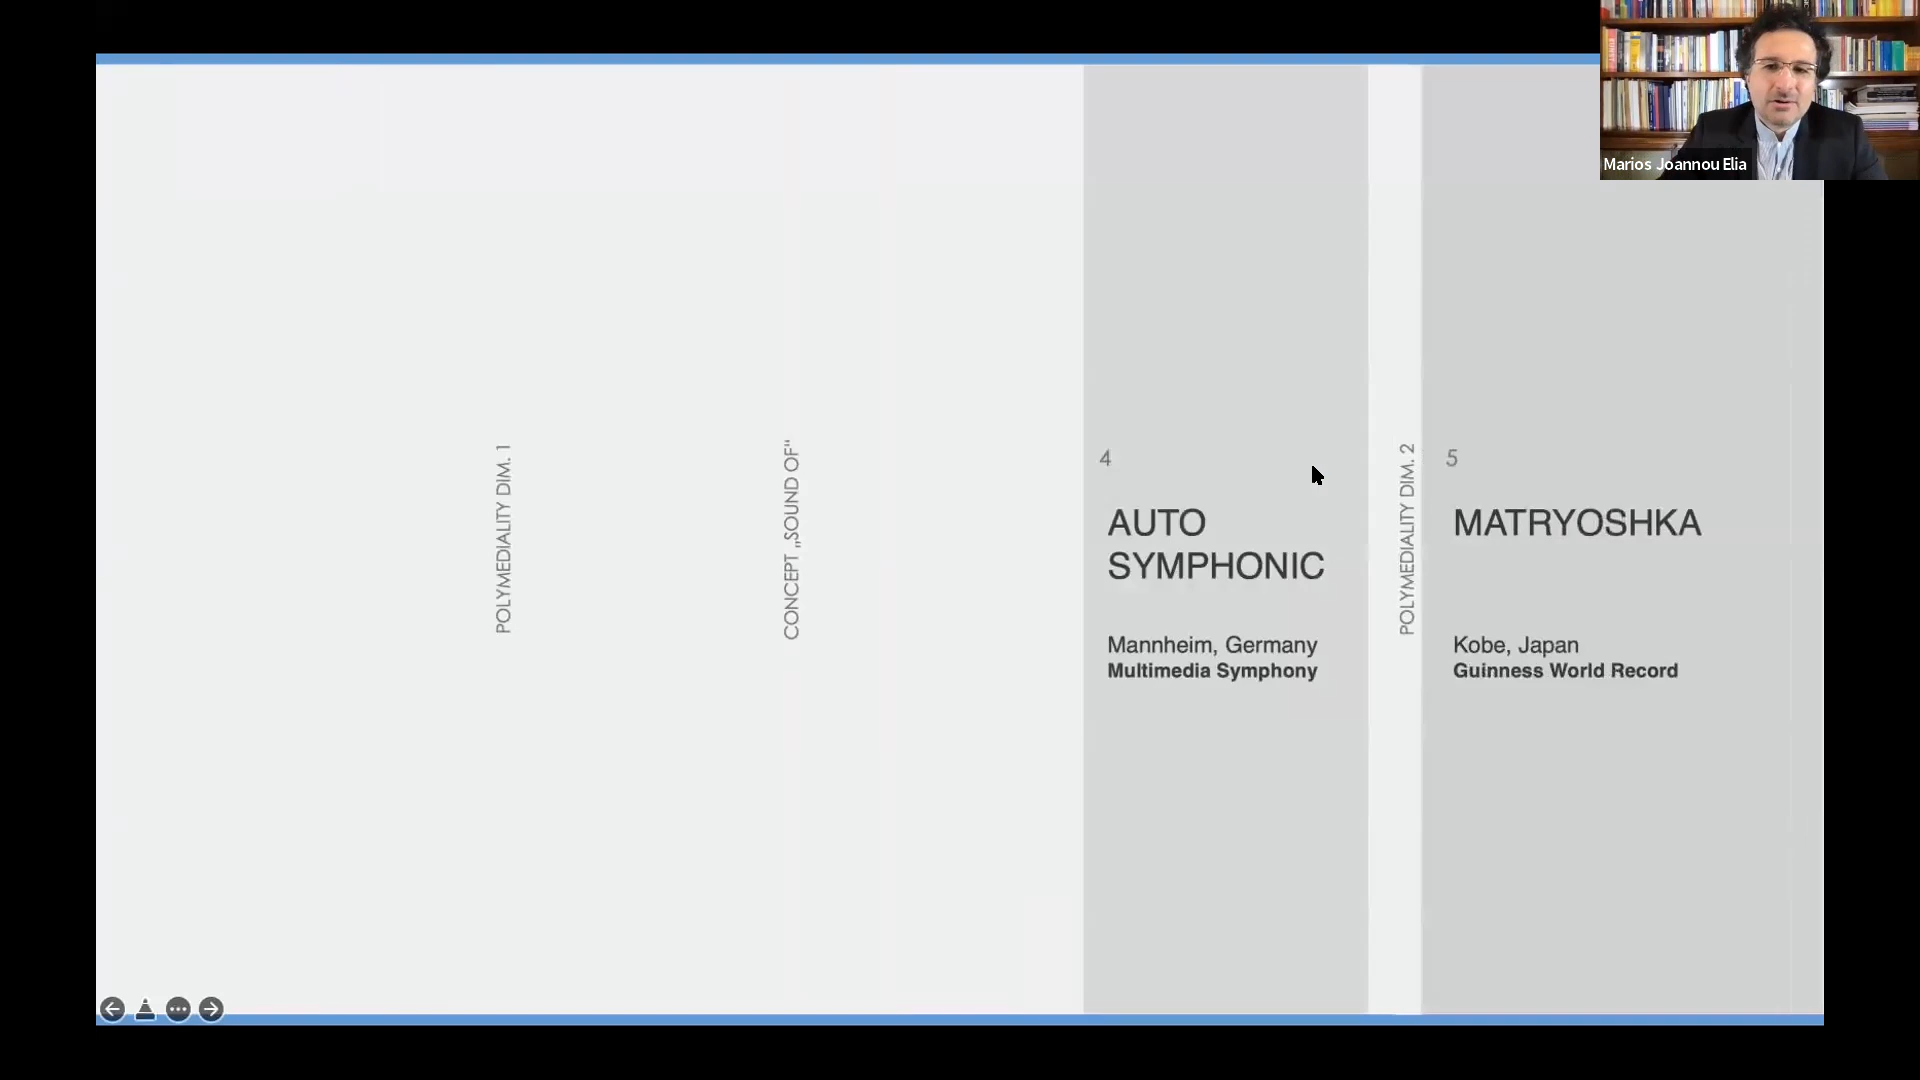 Marios Joannou Elia
POLYMEDIALITY DIM. 1
CONCEPT „SOUND OF“
4
AUTO
SYMPHONIC
Mannheim, Germany
Multimedia Symphony
POLYMEDIALITY DIM. 2
5
MATRYOSHKA
Kobe, Japan
Guinness World Record